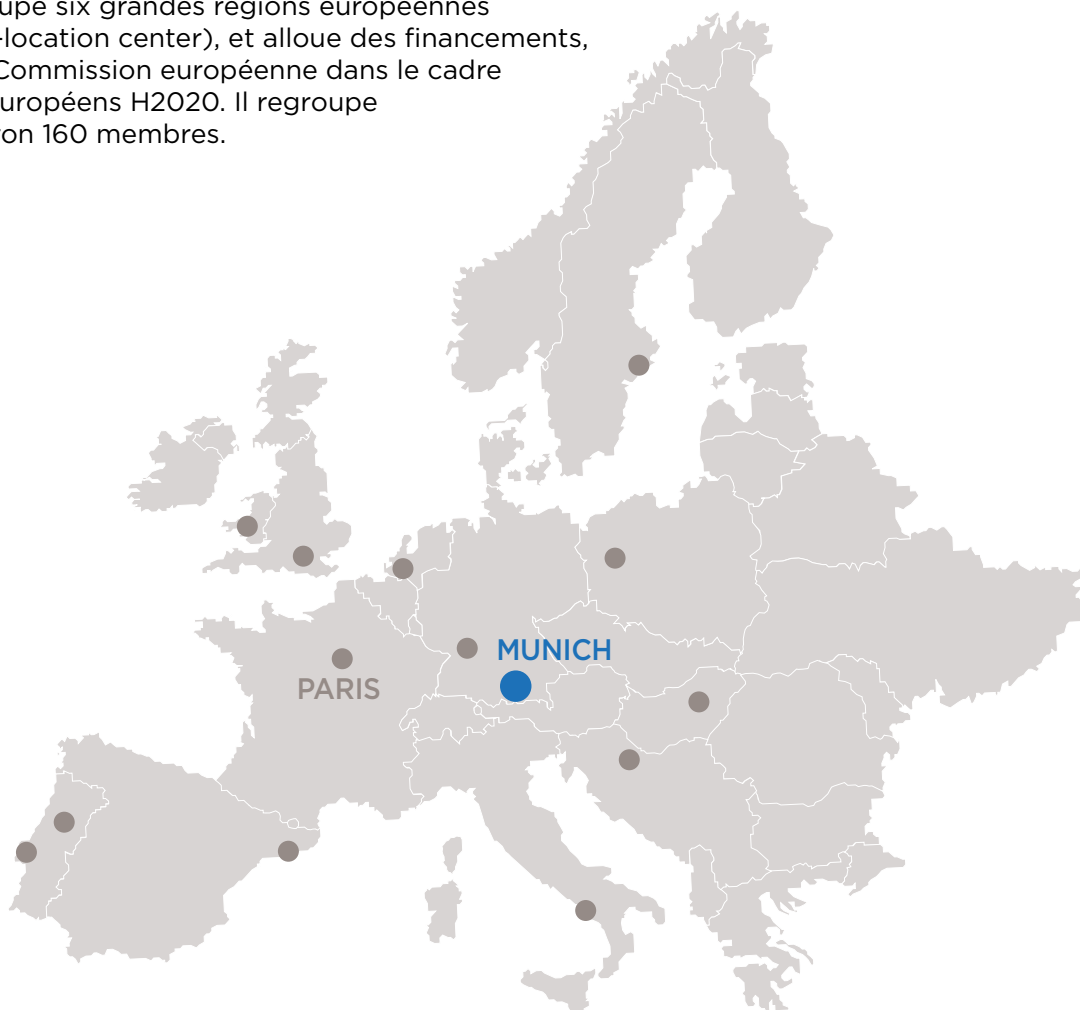 upe six grandes régions européennes
-location center), et alloue des financements,
Commission européenne dans le cadre
uropéens H2020. Il regroupe
on 160 membres.
MUNICH
PARIS